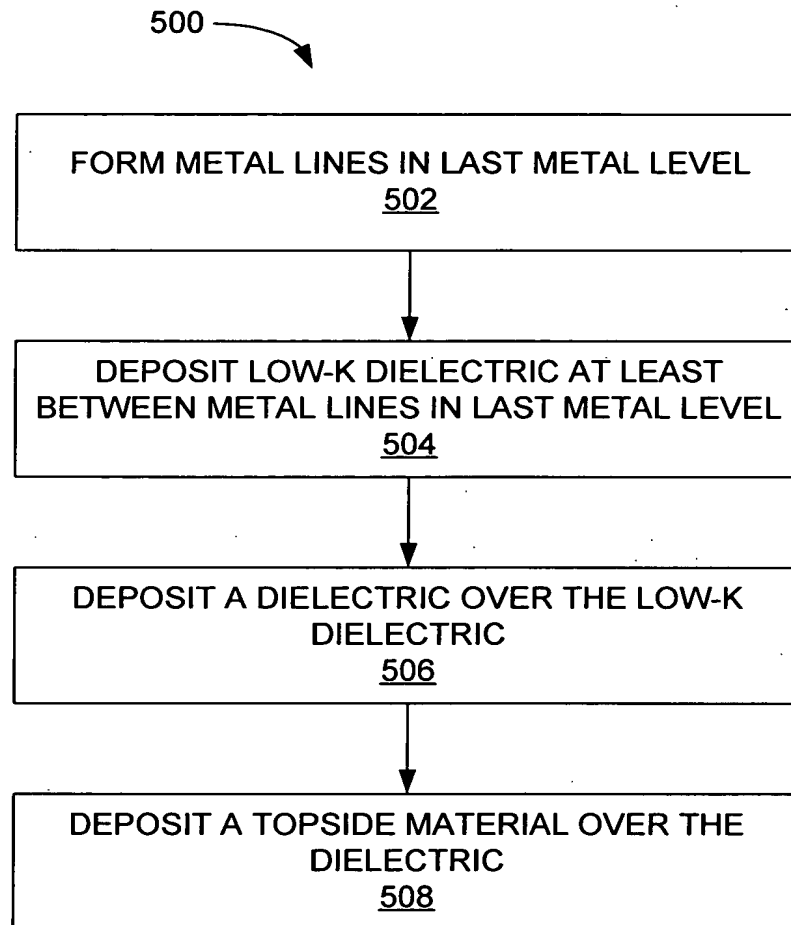 500
FORM METAL LINES IN LAST METAL LEVEL
502
DEPOSIT LOW-K DIELECTRIC AT LEAST
BETWEEN METAL LINES IN LAST METAL LEVEL
504
DEPOSIT A DIELECTRIC OVER THE LOW-K
DIELECTRIC
506
DEPOSIT A TOPSIDE MATERIAL OVER THE
DIELECTRIC
508